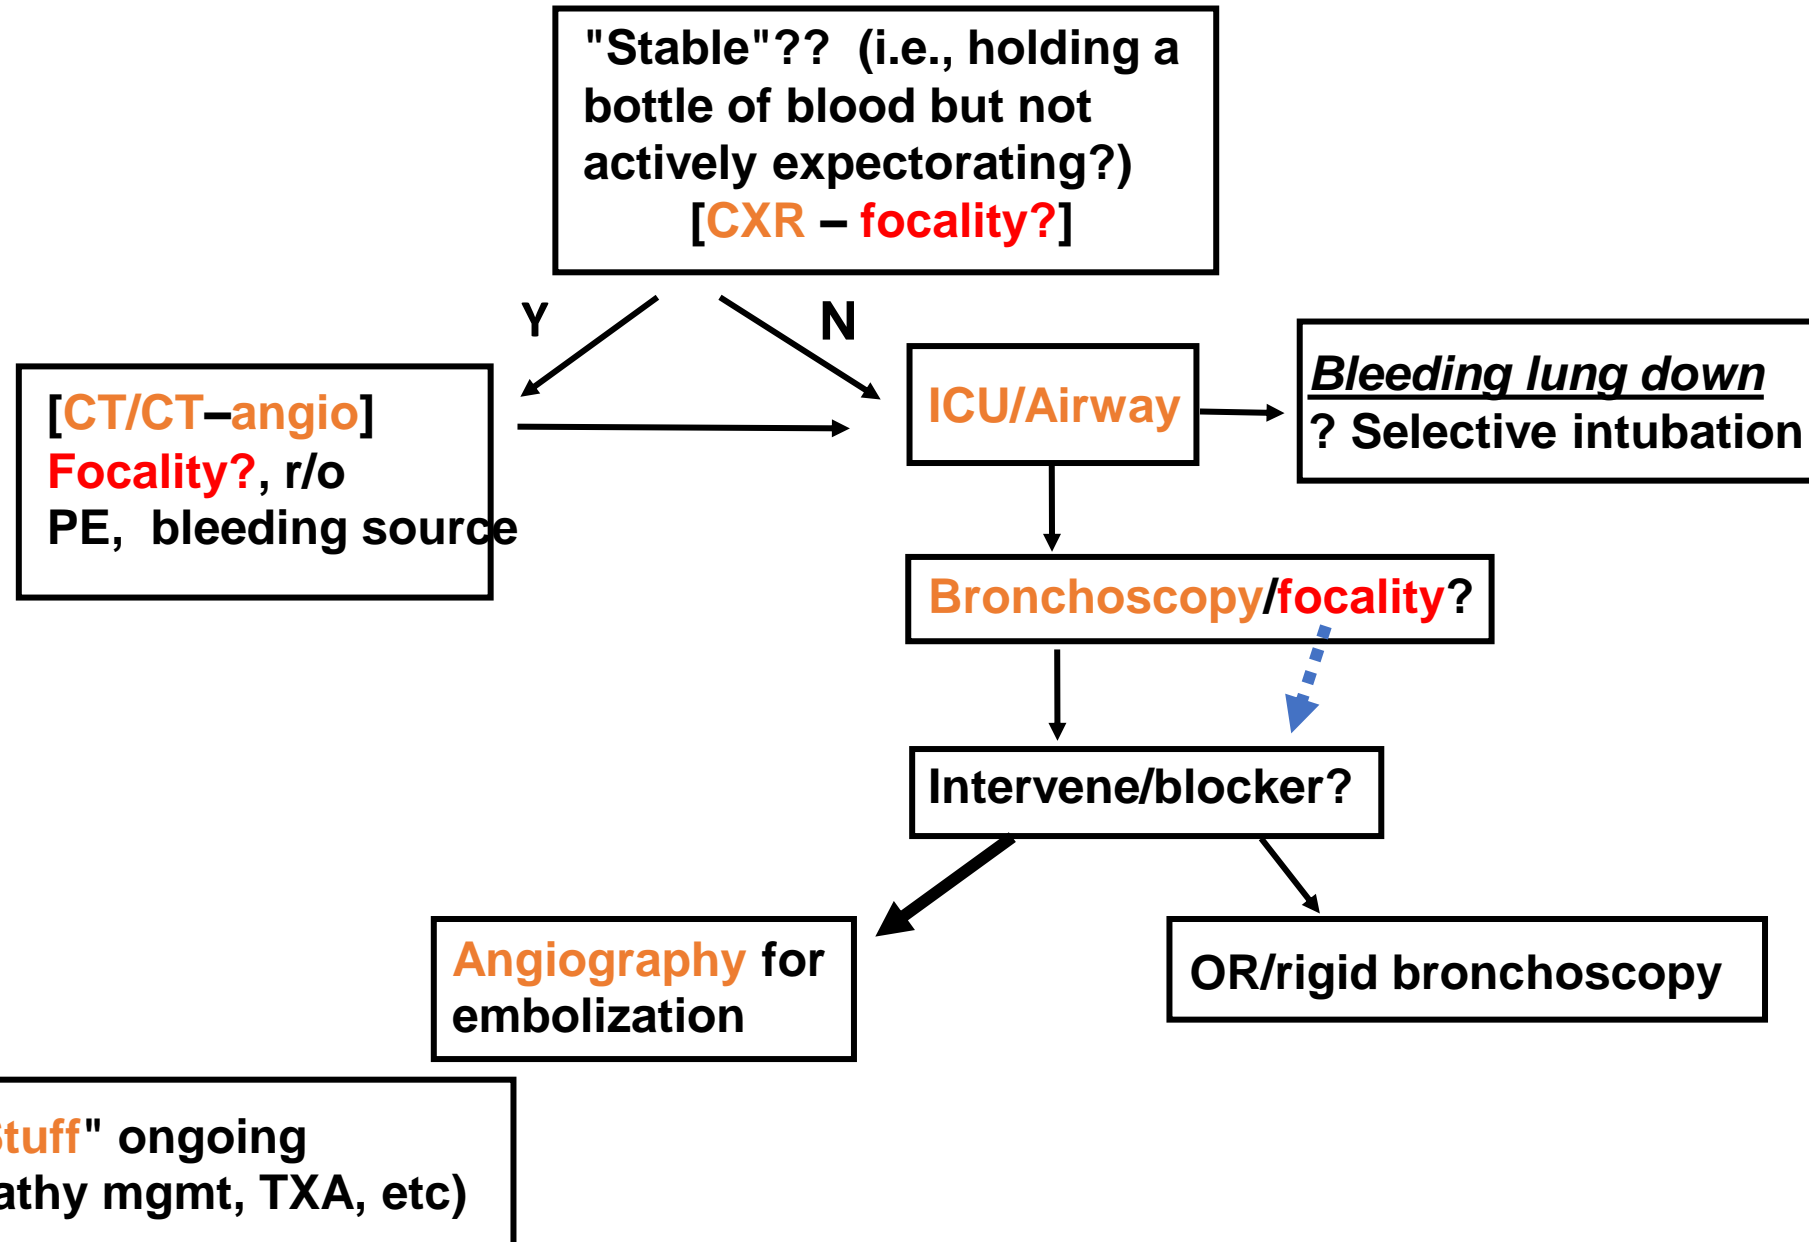 "Stable"?? (i.e., holding a
bottle of blood but not
actively expectorating?)
[CXR – focality?]
Y
N
[CT/CT–angio]
Focality?, r/o
PE, bleeding source
ICU/Airway
Bleeding lung down
? Selective intubation
Bronchoscopy/focality?
Intervene/blocker?
Angiography for
embolization
OR/rigid bronchoscopy
Stuff" ongoing
athy mgmt, TXA, etc)